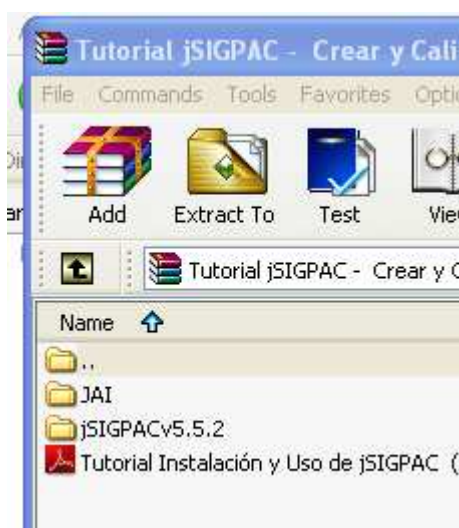 Tutorial jSIGPAC - Crear y Cali
File Commands Tools Favorites Optio
Add Extract To Test View
Tutorial jSIGPAC - Crear y C
Name
..
JAI
jSIGPACv5.5.2
Tutorial Instalación y Uso de jSIGPAC (